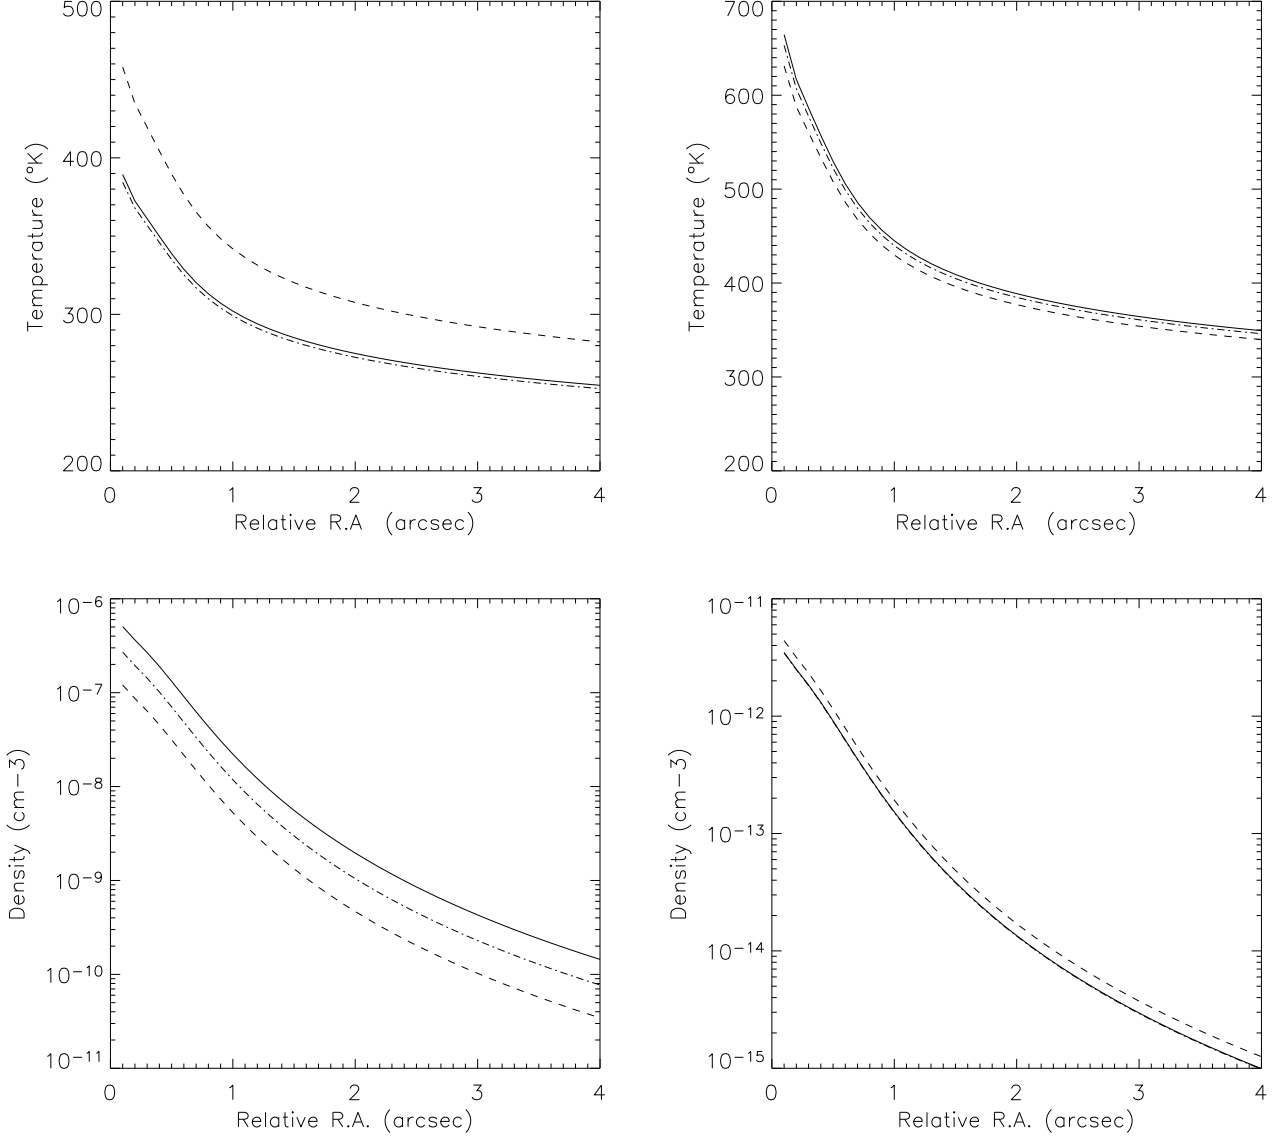 500
400
300
200
Temperature (°K)
0 1 2 3 4
Relative R.A (arcsec)
700
600
500
400
300
200
Temperature (°K)
0 1 2 3 4
Relative R.A (arcsec)
10⁻⁶
10⁻⁷
10⁻⁸
10⁻⁹
10⁻¹⁰
10⁻¹¹
Density (cm−3)
0 1 2 3 4
Relative R.A. (arcsec)
10⁻¹¹
10⁻¹²
10⁻¹³
10⁻¹⁴
10⁻¹⁵
Density (cm−3)
0 1 2 3 4
Relative R.A. (arcsec)